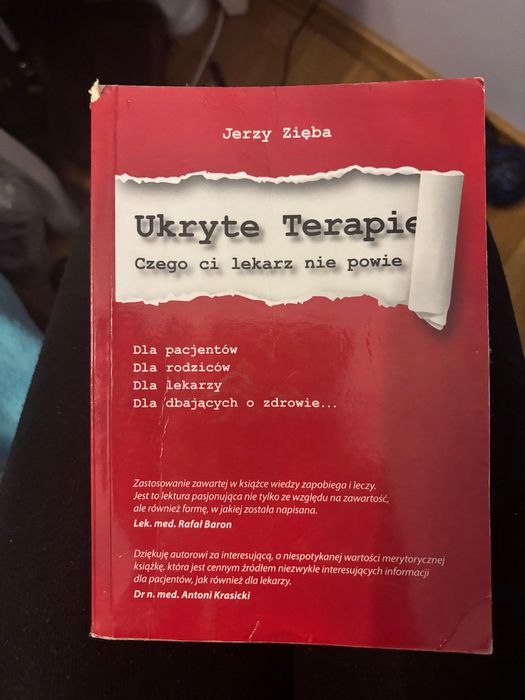 Jerzy Zięba
Ukryte Terapie
Czego ci lekarz nie powie
Dla pacjentów
Dla rodziców
Dla lekarzy
Dla dbających o zdrowie...
Zastosowanie zawartej w książce wiedzy zapobiega i leczy.
Jest to lektura pasjonująca nie tylko ze względu na zawartość,
ale również formę, w jakiej została napisana.
Lek. med. Rafał Baron
Dziękuję autorowi za interesującą, o niespotykanej wartości merytorycznej
książkę, która jest cennym źródłem niezwykle interesujących informacji
dla pacjentów, jak również dla lekarzy.
Dr n. med. Antoni Krasicki